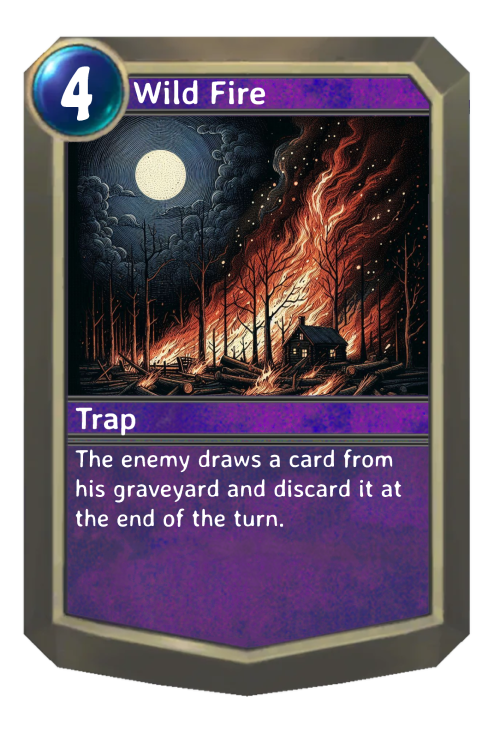 4
Wild Fire
Trap
The enemy draws a card from
his graveyard and discard it at
the end of the turn.